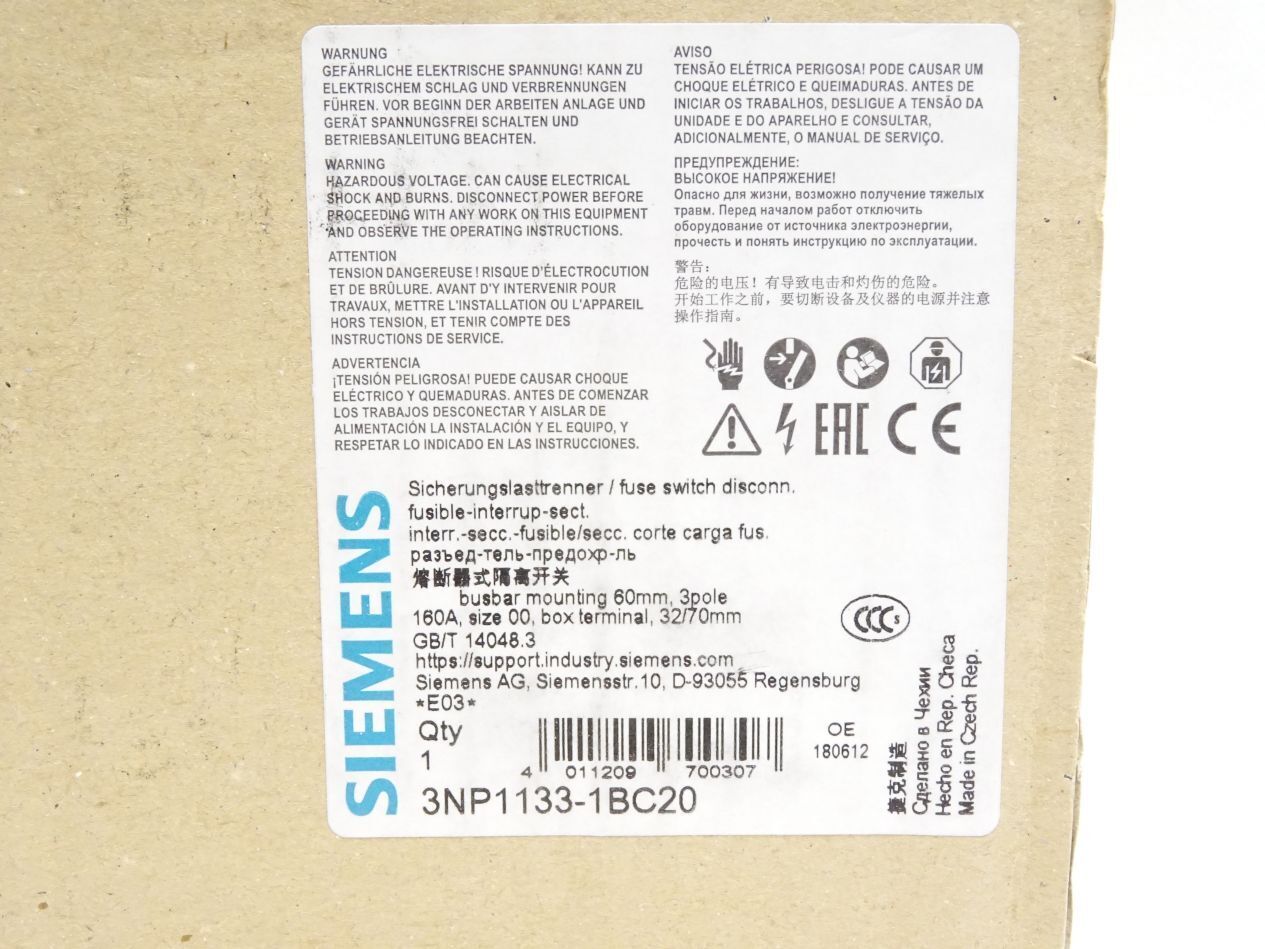 WARNUNG
GEFÄHRLICHE ELEKTRISCHE SPANNUNG! KANN ZU
ELEKTRISCHEM SCHLAG UND VERBRENNUNGEN
FÜHREN. VOR BEGINN DER ARBEITEN ANLAGE UND
GERÄT SPANNUNGSFREI SCHALTEN UND
BETRIEBSANLEITUNG BEACHTEN.
WARNING
HAZARDOUS VOLTAGE. CAN CAUSE ELECTRICAL
SHOCK AND BURNS. DISCONNECT POWER BEFORE
PROCEEDING WITH ANY WORK ON THIS EQUIPMENT
AND OBSERVE THE OPERATING INSTRUCTIONS.
ATTENTION
TENSION DANGEREUSE ! RISQUE D'ÉLECTROCUTION
ET DE BRÛLURE. AVANT D'Y INTERVENIR POUR
TRAVAUX, METTRE L'INSTALLATION OU L'APPAREIL
HORS TENSION, ET TENIR COMPTE DES
INSTRUCTIONS DE SERVICE.
ADVERTENCIA
¡TENSIÓN PELIGROSA! PUEDE CAUSAR CHOQUE
ELÉCTRICO Y QUEMADURAS. ANTES DE COMENZAR
LOS TRABAJOS DESCONECTAR Y AISLAR DE
ALIMENTACIÓN LA INSTALACIÓN Y EL EQUIPO, Y
RESPETAR LO INDICADO EN LAS INSTRUCCIONES.
AVISO
TENSÃO ELÉTRICA PERIGOSA! PODE CAUSAR UM
CHOQUE ELÉTRICO E QUEIMADURAS. ANTES DE
INICIAR OS TRABALHOS, DESLIGUE A TENSÃO DA
UNIDADE E DO APARELHO E CONSULTAR,
ADICIONALMENTE, O MANUAL DE SERVIÇO.
ПРЕДУПРЕЖДЕНИЕ:
ВЫСОКОЕ НАПРЯЖЕНИЕ!
Опасно для жизни, возможно получение тяжелых
травм. Перед началом работ отключить
оборудование от источника электроэнергии,
прочесть и понять инструкцию по эксплуатации.
警告：
危险的电压！有导致电击和灼伤的危险。
开始工作之前，要切断设备及仪器的电源并注意
操作指南。
EAC CE
SIEMENS
Sicherungslasttrenner / fuse switch disconn.
fusible-interrup-sect.
interr.-secc.-fusible/secc. corte carga fus.
разъед-тель-предохр-ль
熔断器式隔离开关
busbar mounting 60mm, 3pole
160A, size 00, box terminal, 32/70mm
GB/T 14048.3
https://support.industry.siemens.com
Siemens AG, Siemensstr.10, D-93055 Regensburg
*E03*
Qty
1
4 011209 700307
3NP1133-1BC20
CCC S
OE
180612
捷克制造
Сделано в Чехии
Hecho en Rep. Checa
Made in Czech Rep.